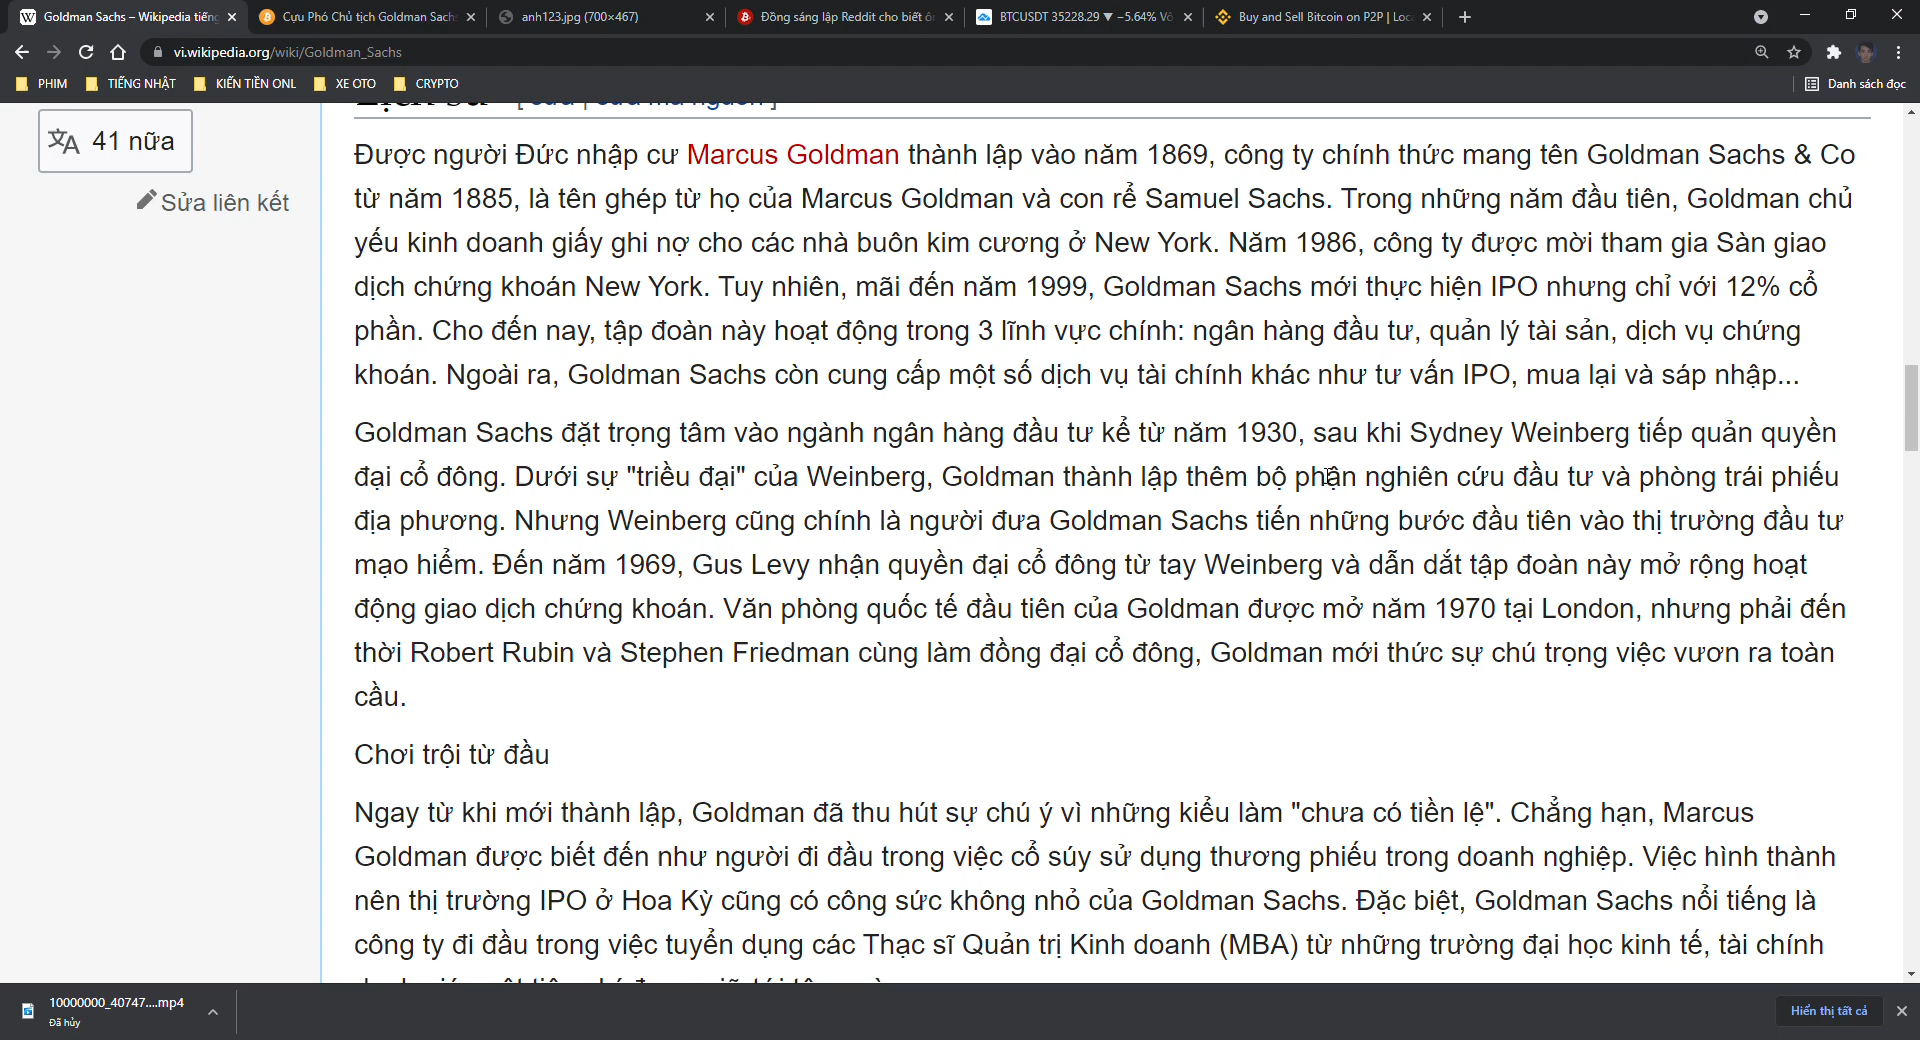 Goldman Sachs – Wikipedia tiếng
Cựu Phó Chủ tịch Goldman Sach
anh123.jpg (700×467)
Đồng sáng lập Reddit cho biết ôn
BTCUSDT 35228.29 ▼ −5.64% Vô
Buy and Sell Bitcoin on P2P | Loc
vi.wikipedia.org/wiki/Goldman_Sachs
PHIM
TIẾNG NHẬT
KIẾN TIỀN ONL
XE OTO
CRYPTO
Danh sách đọc
Lịch sử [ sửa | sửa mã nguồn ]
文A 41 nữa
Sửa liên kết
Được người Đức nhập cư Marcus Goldman thành lập vào năm 1869, công ty chính thức mang tên Goldman Sachs & Co
từ năm 1885, là tên ghép từ họ của Marcus Goldman và con rể Samuel Sachs. Trong những năm đầu tiên, Goldman chủ
yếu kinh doanh giấy ghi nợ cho các nhà buôn kim cương ở New York. Năm 1986, công ty được mời tham gia Sàn giao
dịch chứng khoán New York. Tuy nhiên, mãi đến năm 1999, Goldman Sachs mới thực hiện IPO nhưng chỉ với 12% cổ
phần. Cho đến nay, tập đoàn này hoạt động trong 3 lĩnh vực chính: ngân hàng đầu tư, quản lý tài sản, dịch vụ chứng
khoán. Ngoài ra, Goldman Sachs còn cung cấp một số dịch vụ tài chính khác như tư vấn IPO, mua lại và sáp nhập...
Goldman Sachs đặt trọng tâm vào ngành ngân hàng đầu tư kể từ năm 1930, sau khi Sydney Weinberg tiếp quản quyền
đại cổ đông. Dưới sự "triều đại" của Weinberg, Goldman thành lập thêm bộ phận nghiên cứu đầu tư và phòng trái phiếu
địa phương. Nhưng Weinberg cũng chính là người đưa Goldman Sachs tiến những bước đầu tiên vào thị trường đầu tư
mạo hiểm. Đến năm 1969, Gus Levy nhận quyền đại cổ đông từ tay Weinberg và dẫn dắt tập đoàn này mở rộng hoạt
động giao dịch chứng khoán. Văn phòng quốc tế đầu tiên của Goldman được mở năm 1970 tại London, nhưng phải đến
thời Robert Rubin và Stephen Friedman cùng làm đồng đại cổ đông, Goldman mới thức sự chú trọng việc vươn ra toàn
cầu.
Chơi trội từ đầu
Ngay từ khi mới thành lập, Goldman đã thu hút sự chú ý vì những kiểu làm "chưa có tiền lệ". Chẳng hạn, Marcus
Goldman được biết đến như người đi đầu trong việc cổ súy sử dụng thương phiếu trong doanh nghiệp. Việc hình thành
nên thị trường IPO ở Hoa Kỳ cũng có công sức không nhỏ của Goldman Sachs. Đặc biệt, Goldman Sachs nổi tiếng là
công ty đi đầu trong việc tuyển dụng các Thạc sĩ Quản trị Kinh doanh (MBA) từ những trường đại học kinh tế, tài chính
10000000_40747....mp4
Đã hủy
Hiển thị tất cả